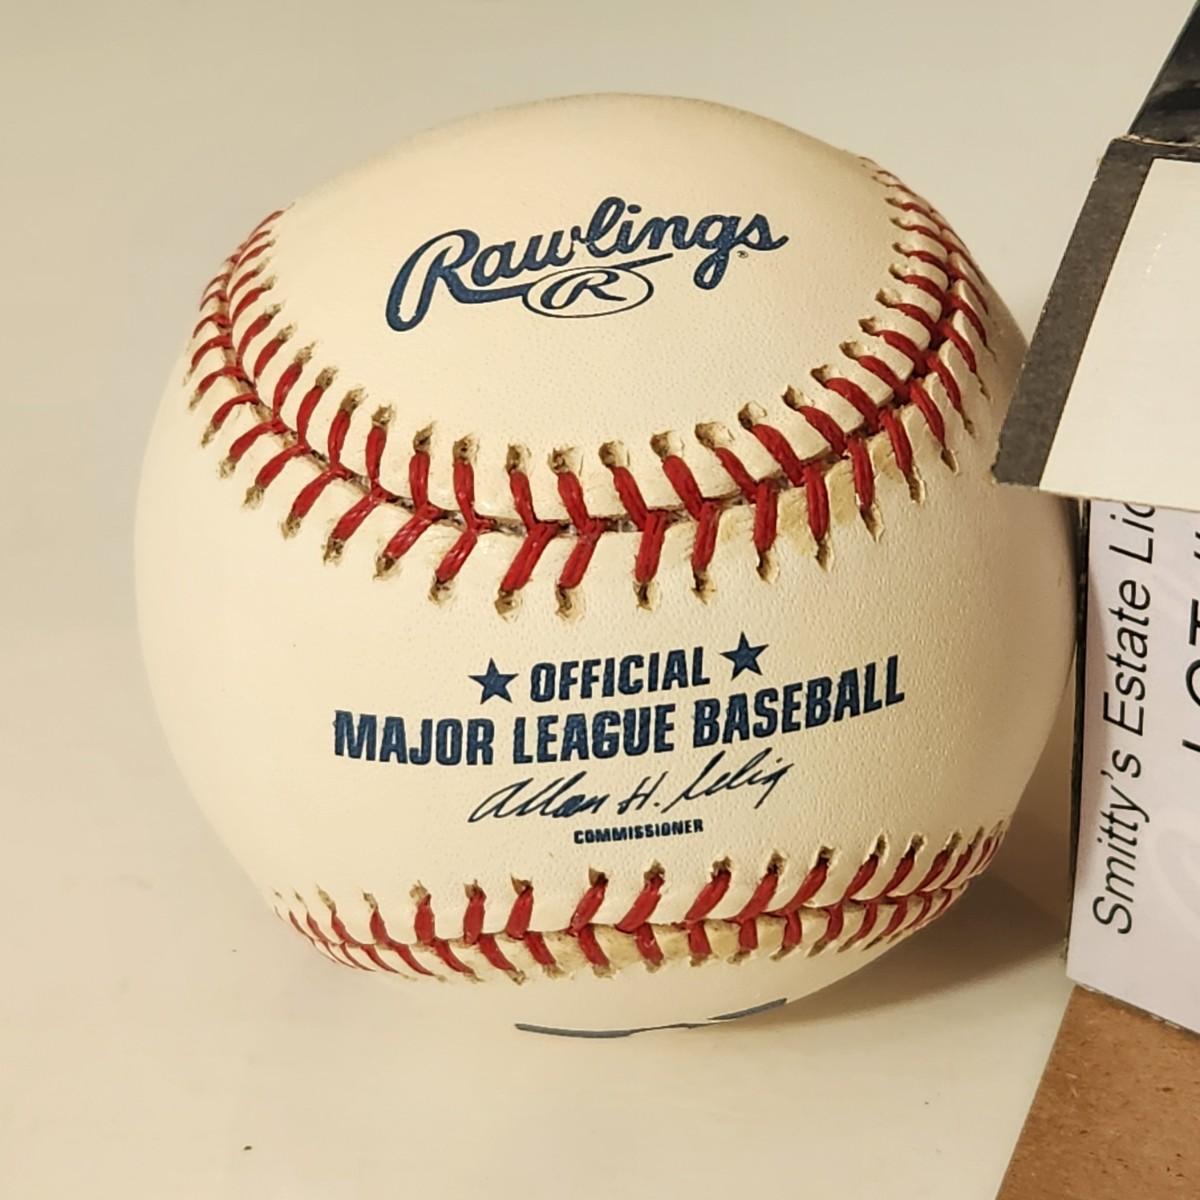 Rawlings ®
R
★ OFFICIAL ★
MAJOR LEAGUE BASEBALL
Allan H. Selig
COMMISSIONER
Smitty's Estate